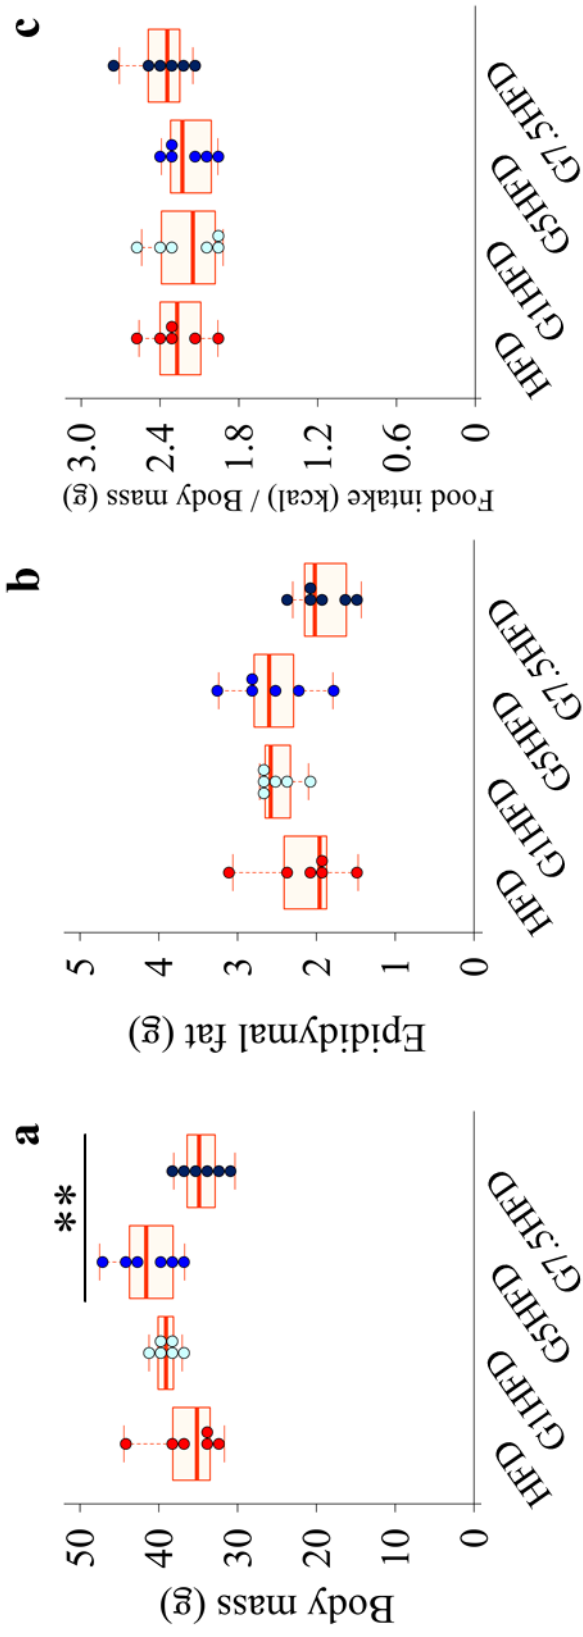 a
Body mass (g)
50
40
30
20
10
0
**
HFD
G1HFD
G5HFD
G7.5HFD
b
Epididymal fat (g)
5
4
3
2
1
0
HFD
G1HFD
G5HFD
G7.5HFD
c
Food intake (kcal) / Body mass (g)
3.0
2.4
1.8
1.2
0.6
0
HFD
G1HFD
G5HFD
G7.5HFD